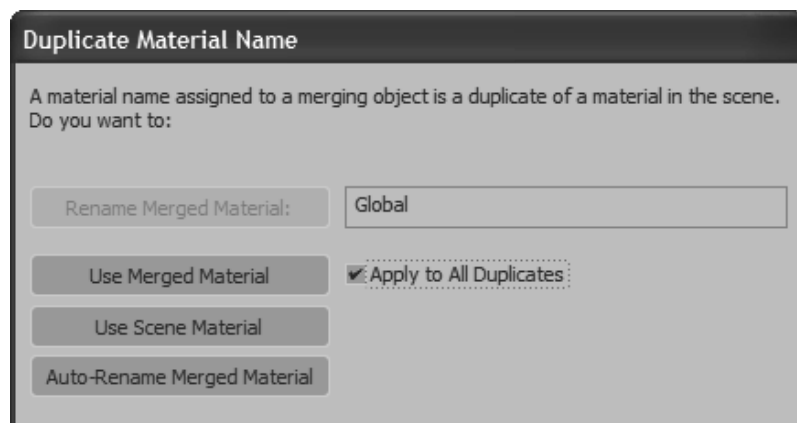 Duplicate Material Name
A material name assigned to a merging object is a duplicate of a material in the scene.
Do you want to:
Rename Merged Material: Global
Use Merged Material Apply to All Duplicates
Use Scene Material
Auto-Rename Merged Material